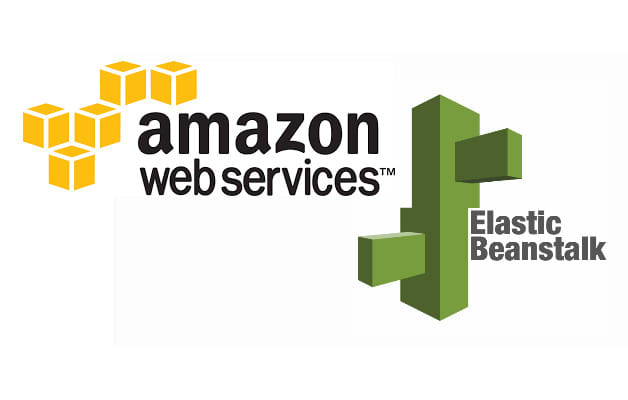 amazon
web services™
Elastic
Beanstalk